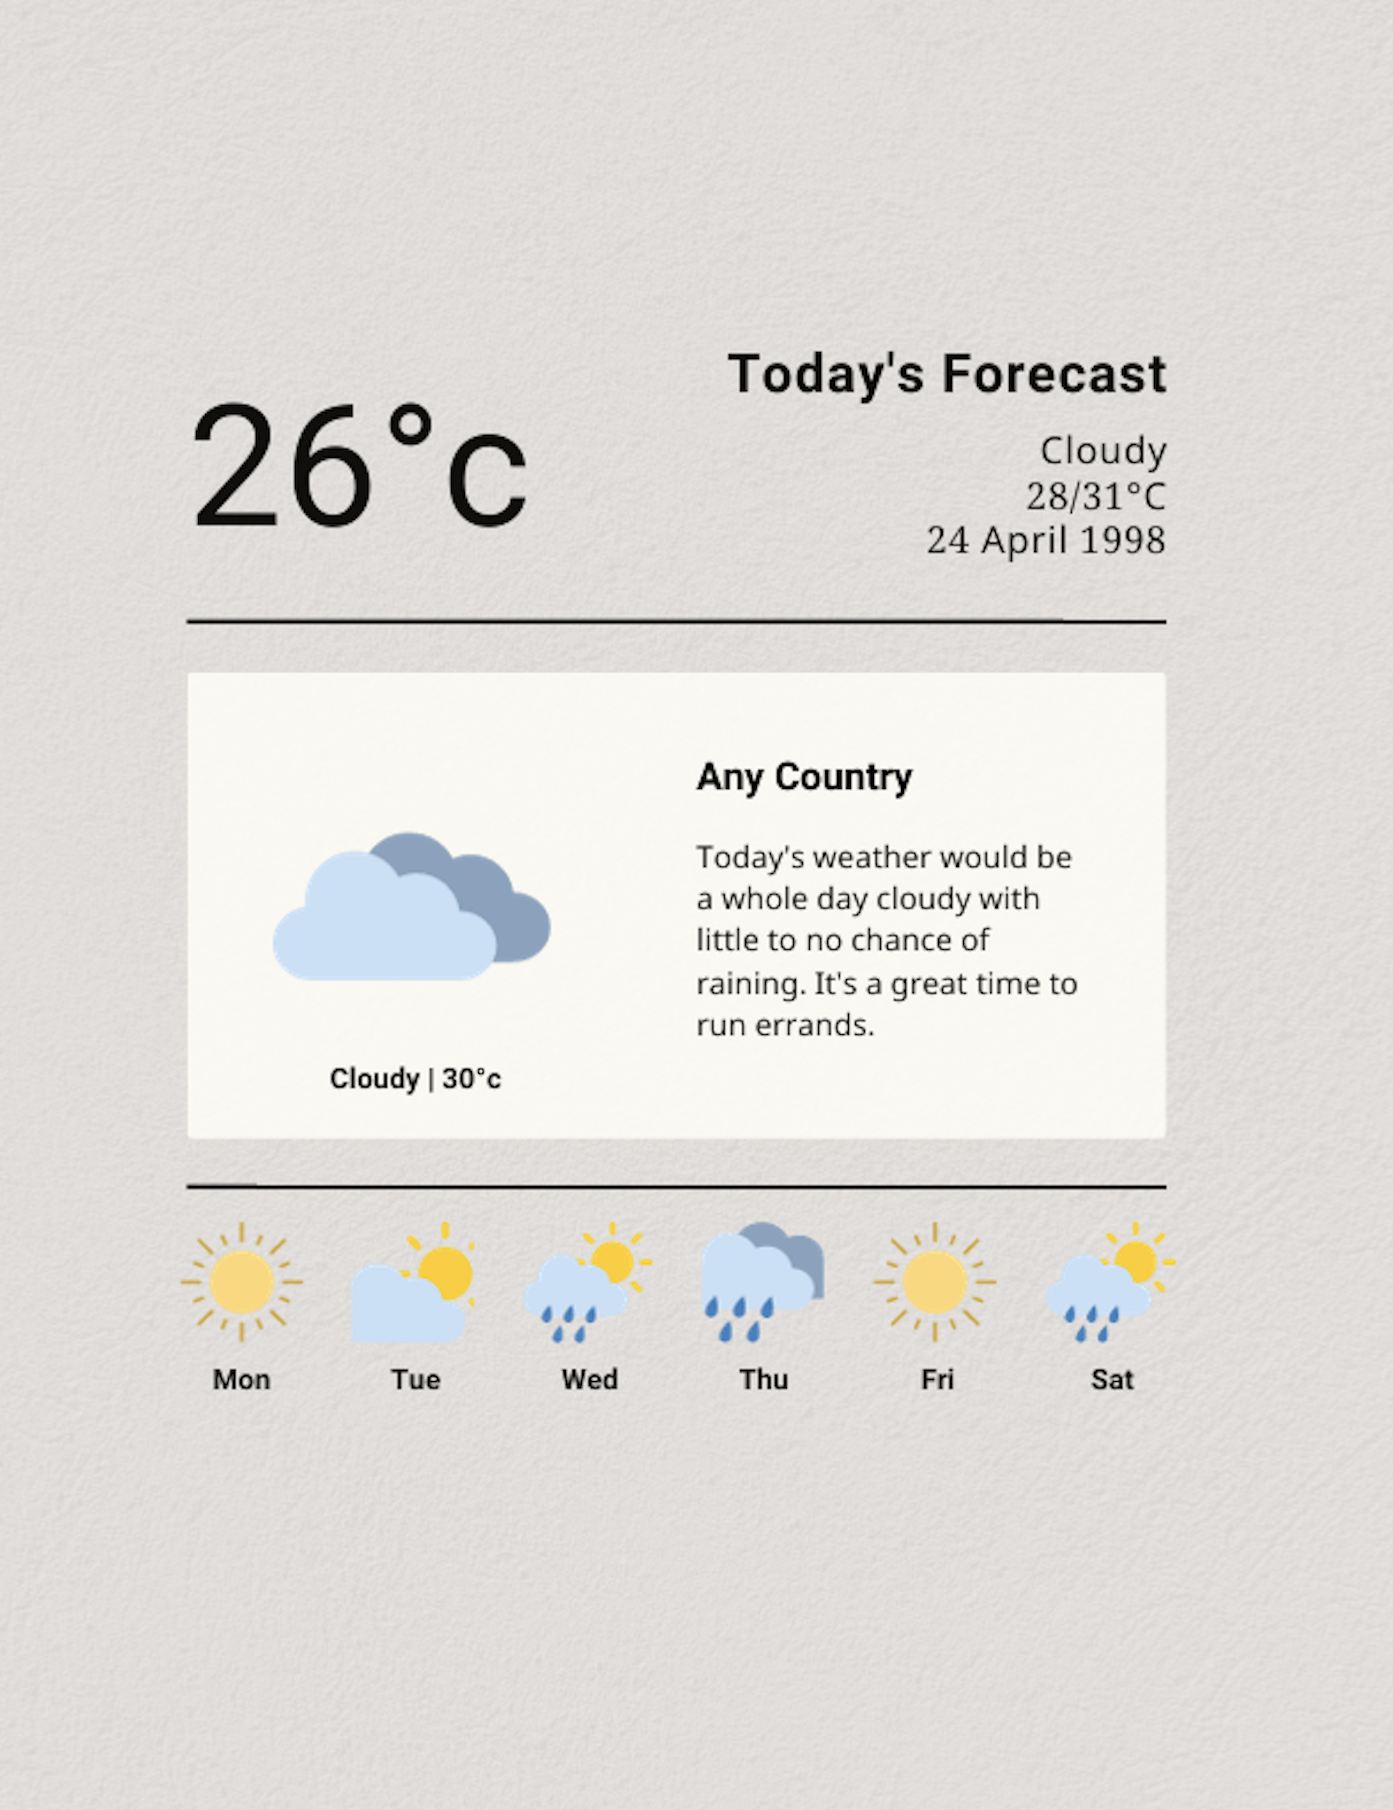 26°c
Today's Forecast
Cloudy
28/31°C
24 April 1998
Any Country
Today's weather would be
a whole day cloudy with
little to no chance of
raining. It's a great time to
run errands.
Cloudy | 30°c
Mon Tue Wed Thu Fri Sat